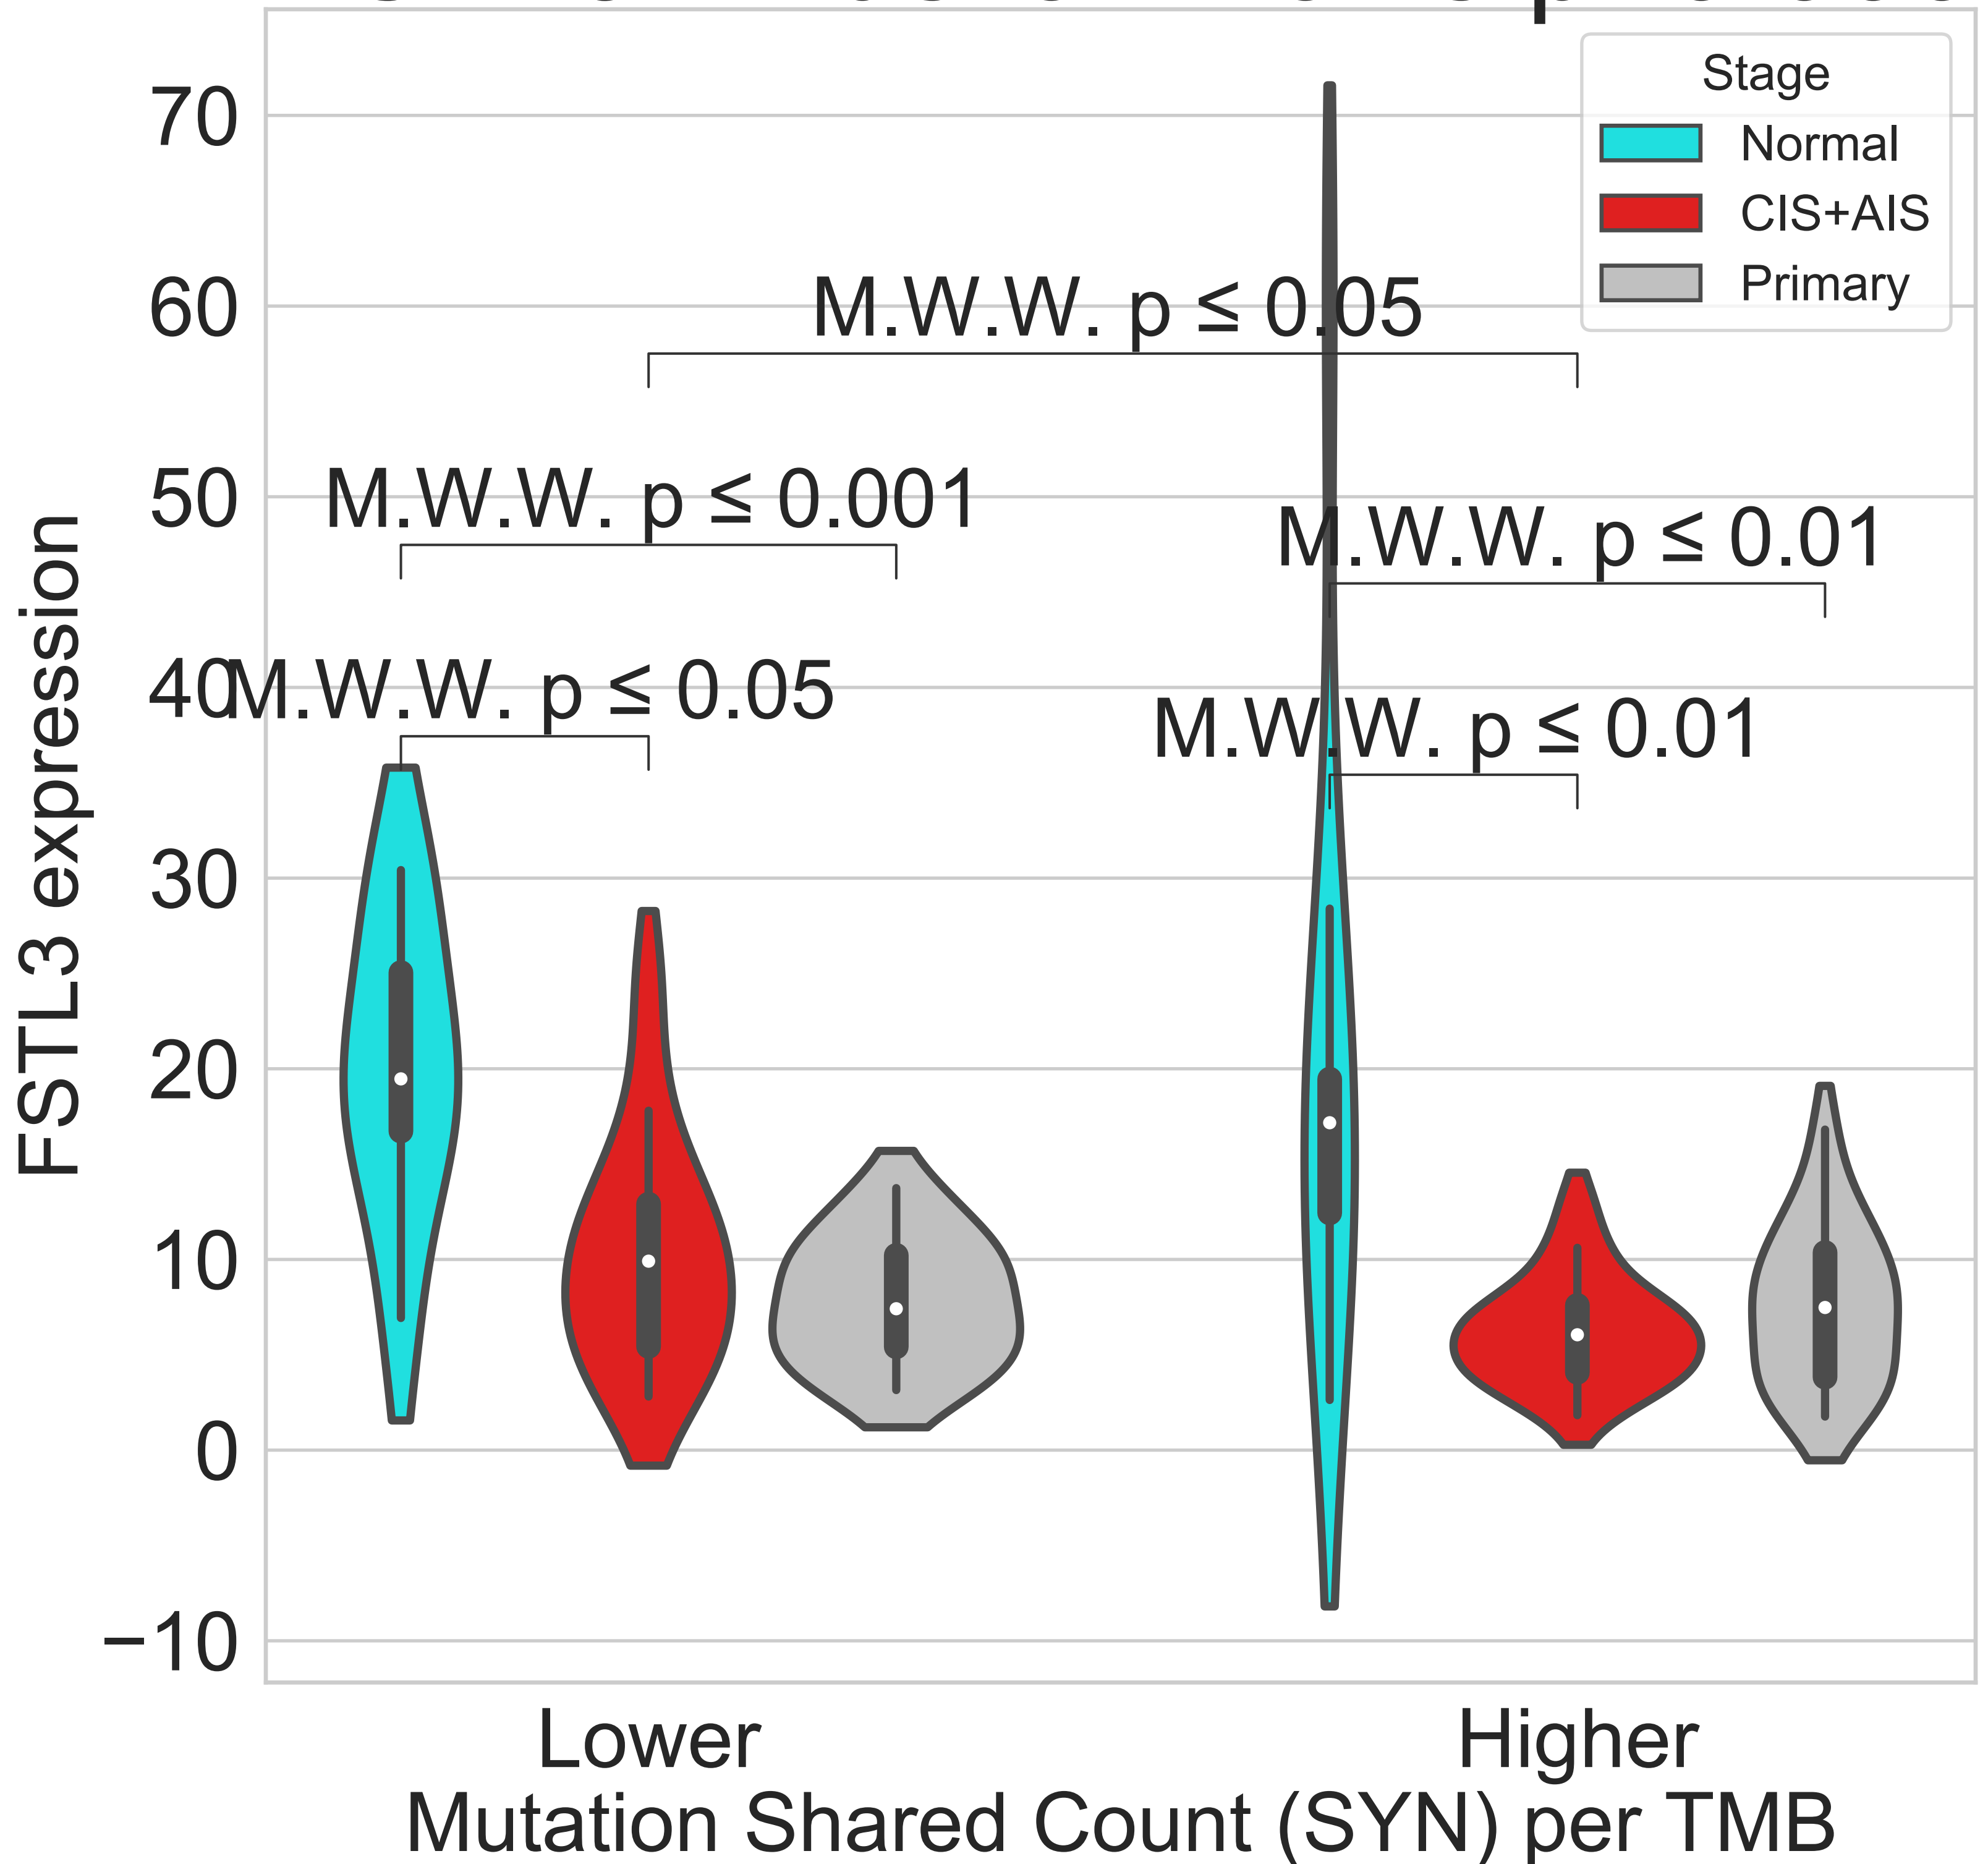 Stage
Normal
CIS+AIS
Primary
70
60
50
40
30
20
10
0
−10
FSTL3 expression
M.W.W. p ≤ 0.05
M.W.W. p ≤ 0.001
M.W.W. p ≤ 0.01
M.W.W. p ≤ 0.05
M.W.W. p ≤ 0.01
Lower
Higher
Mutation Shared Count (SYN) per TMB